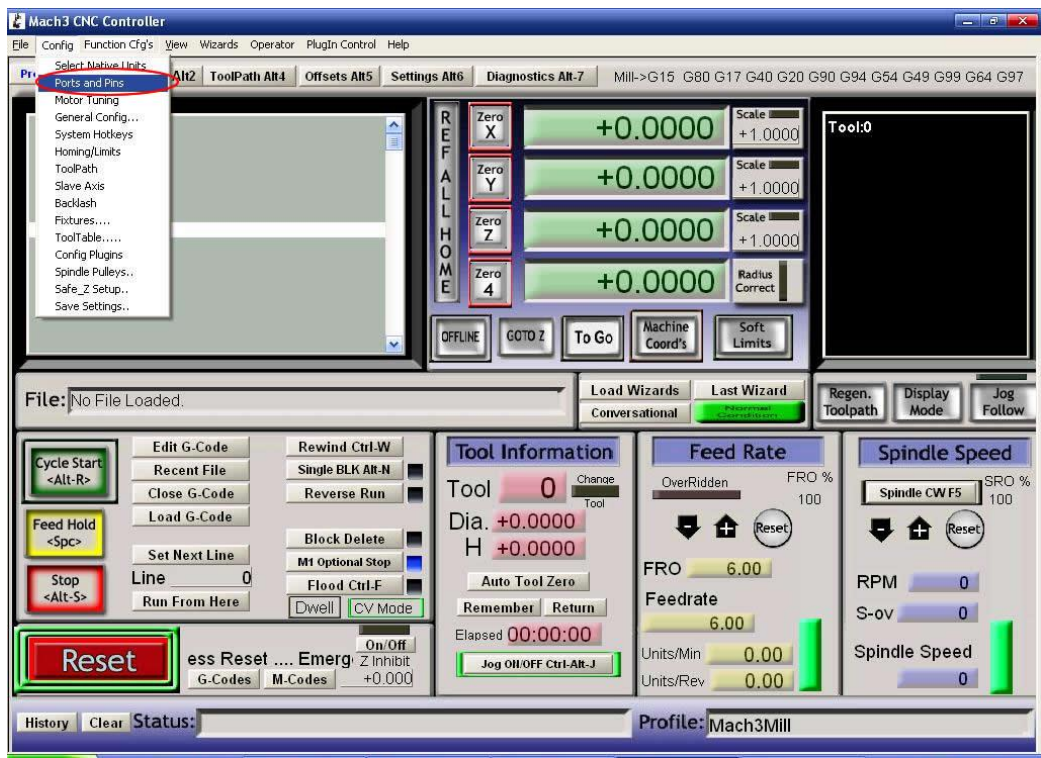 Mach3 CNC Controller
File Config Function Cfg's View Wizards Operator PlugIn Control Help
Select Native Units
Ports and Pins
Motor Tuning
General Config...
System Hotkeys
Homing/Limits
ToolPath
Slave Axis
Backlash
Fixtures....
ToolTable.....
Config Plugins
Spindle Pulleys..
Safe_Z Setup..
Save Settings..
Alt2 ToolPath Alt4 Offsets Alt5 Settings Alt6 Diagnostics Alt-7 Mill->G15 G80 G17 G40 G20 G90 G94 G54 G49 G99 G64 G97
REF ALL HOME
Zero X +0.0000 Scale +1.0000
Zero Y +0.0000 Scale +1.0000
Zero Z +0.0000 Scale +1.0000
Zero 4 +0.0000 Radius Correct
OFFLINE GOTO Z To Go Machine Coord's Soft Limits
Tool:0
File: No File Loaded.
Load Wizards Last Wizard
Conversational Normal Condition
Regen. Toolpath Display Mode Jog Follow
Cycle Start <Alt-R>
Feed Hold <Spc>
Stop <Alt-S>
Edit G-Code
Recent File
Close G-Code
Load G-Code
Set Next Line
Line 0
Run From Here
Rewind Ctrl-W
Single BLK Alt-N
Reverse Run
Block Delete
M1 Optional Stop
Flood Ctrl-F
Dwell CV Mode
Reset
ess Reset .... Emerg
On/Off
Z Inhibit
+0.000
G-Codes M-Codes
Tool Information
Tool 0 Change Tool
Dia. +0.0000
H +0.0000
Auto Tool Zero
Remember Return
Elapsed 00:00:00
Jog ON/OFF Ctrl-Alt-J
Feed Rate
OverRidden FRO % 100
Reset
FRO 6.00
Feedrate
6.00
Units/Min 0.00
Units/Rev 0.00
Spindle Speed
Spindle CW F5 SRO % 100
Reset
RPM 0
S-ov 0
Spindle Speed
0
History Clear Status:
Profile: Mach3Mill